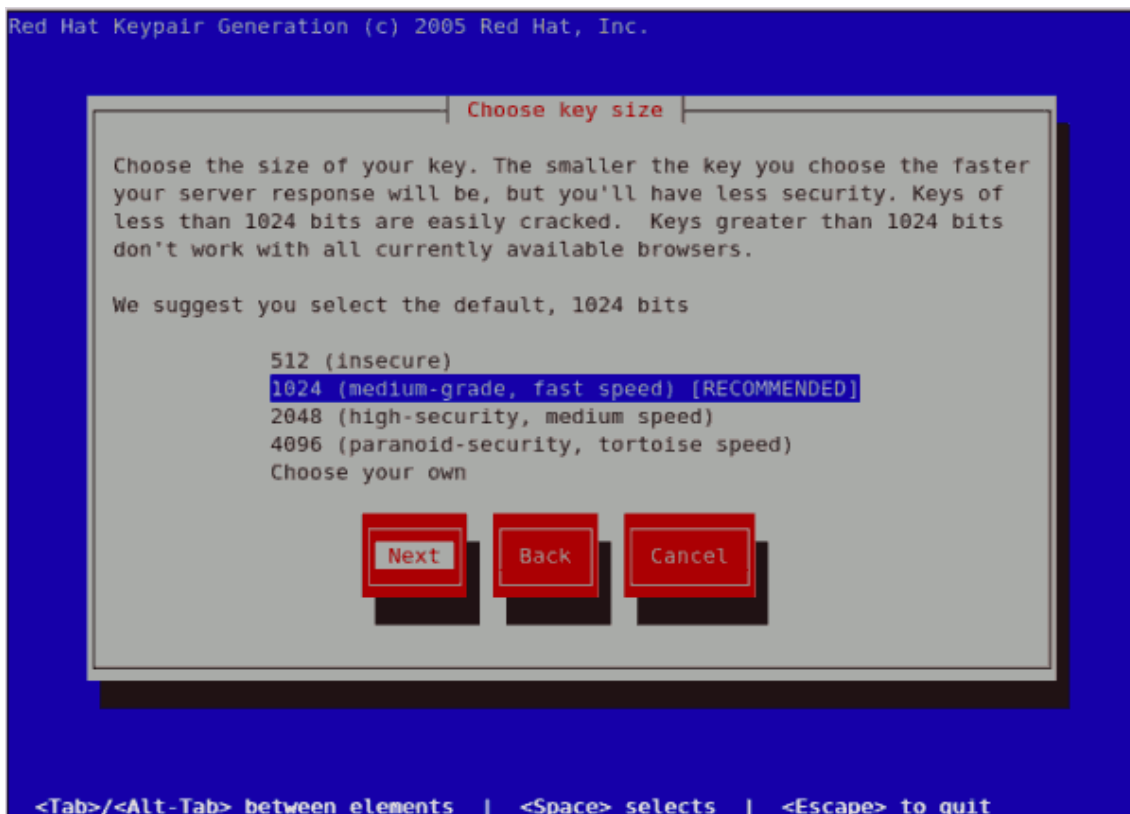 Red Hat Keypair Generation (c) 2005 Red Hat, Inc.
Choose key size
Choose the size of your key. The smaller the key you choose the faster
your server response will be, but you'll have less security. Keys of
less than 1024 bits are easily cracked.  Keys greater than 1024 bits
don't work with all currently available browsers.
We suggest you select the default, 1024 bits
512 (insecure)
1024 (medium-grade, fast speed) [RECOMMENDED]
2048 (high-security, medium speed)
4096 (paranoid-security, tortoise speed)
Choose your own
Next Back Cancel
<Tab>/<Alt-Tab> between elements | <Space> selects | <Escape> to quit